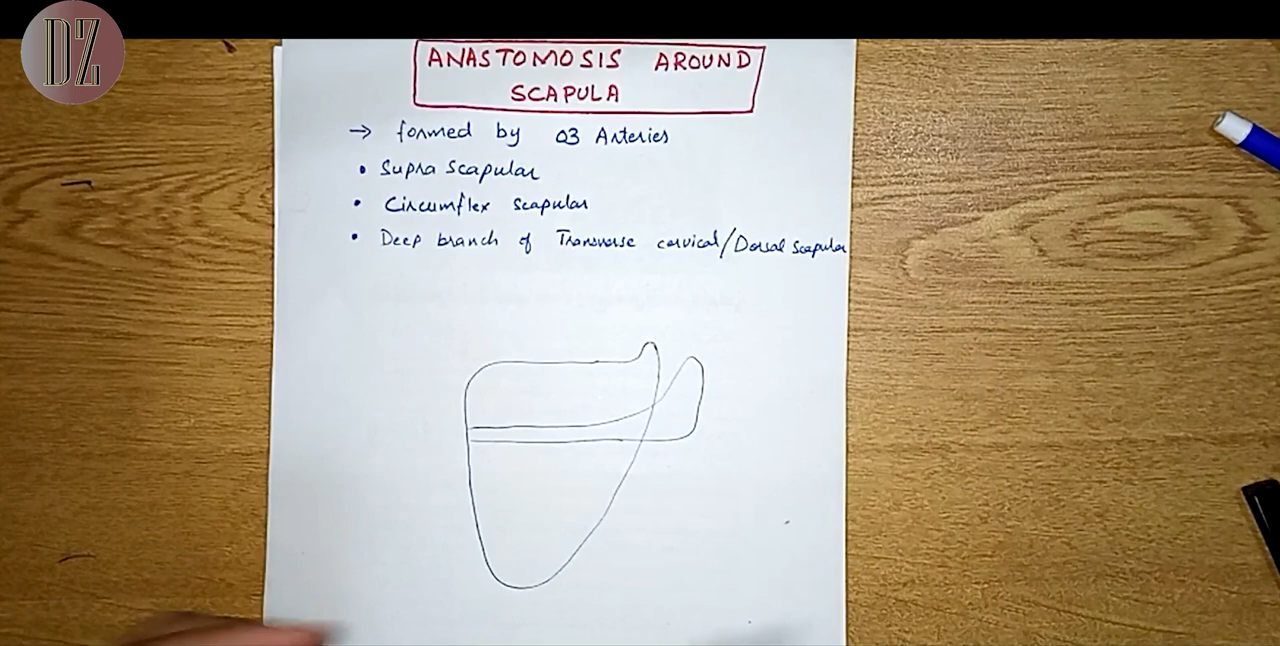 DZ
ANASTOMOSIS AROUND
SCAPULA
→ formed by 03 Arteries
• Supra Scapular
• Circumflex scapular
• Deep branch of Transverse cervical/Dorsal Scapular